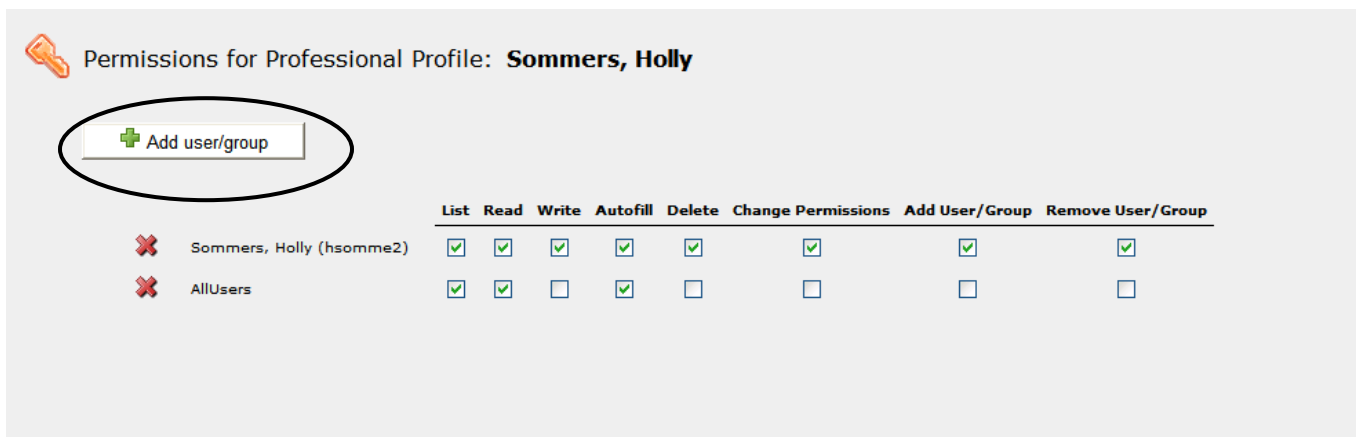 Permissions for Professional Profile: Sommers, Holly
Add user/group
List Read Write Autofill Delete Change Permissions Add User/Group Remove User/Group
Sommers, Holly (hsomme2)
AllUsers